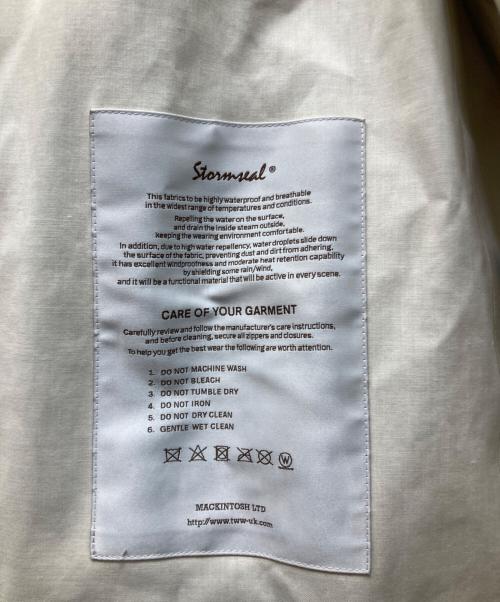 Stormseal ®
This fabrics to be highly waterproof and breathable
in the widest range of temperatures and conditions.
Repelling the water on the surface,
and drain the inside steam outside,
keeping the wearing environment comfortable.
In addition, due to high water repellency, water droplets slide down
the surface of the fabric, preventing dust and dirt from adhering,
it has excellent windproofness and moderate heat retention capability
by shielding some rain/wind,
and it will be a functional material that will be active in every scene.
CARE OF YOUR GARMENT
Carefully review and follow the manufacturer's care instructions,
and before cleaning, secure all zippers and closures.
To help you get the best wear the following are worth attention.
1. DO NOT MACHINE WASH
2. DO NOT BLEACH
3. DO NOT TUMBLE DRY
4. DO NOT IRON
5. DO NOT DRY CLEAN
6. GENTLE WET CLEAN
W
MACKINTOSH LTD
http://www.tww-uk.com